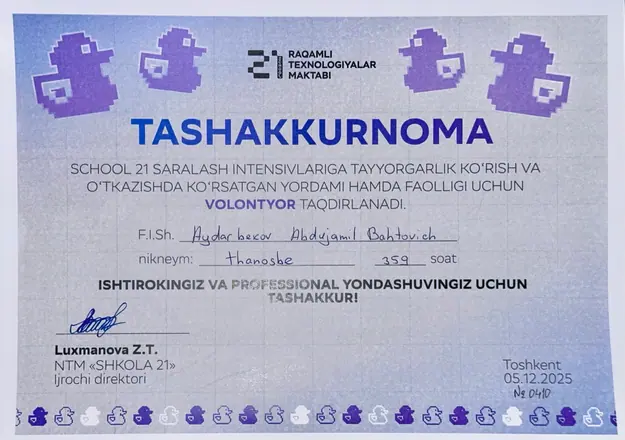 21 RAQAMLI
TEXNOLOGIYALAR
MAKTABI
TASHAKKURNOMA
SCHOOL 21 SARALASH INTENSIVLARIGA TAYYORGARLIK KO‘RISH VA
O‘TKAZISHDA KO‘RSATGAN YORDAMI HAMDA FAOLLIGI UCHUN
VOLONTYOR TAQDIRLANADI.
F.I.Sh. Aydarbekov Abdujamil Bahtovich
nikneym: thanosbe 359 soat
ISHTIROKINGIZ VA PROFESSIONAL YONDASHUVINGIZ UCHUN
TASHAKKUR!
Luxmanova Z.T.
NTM «SHKOLA 21»
Ijrochi direktori
Toshkent
05.12.2025
№ 0410